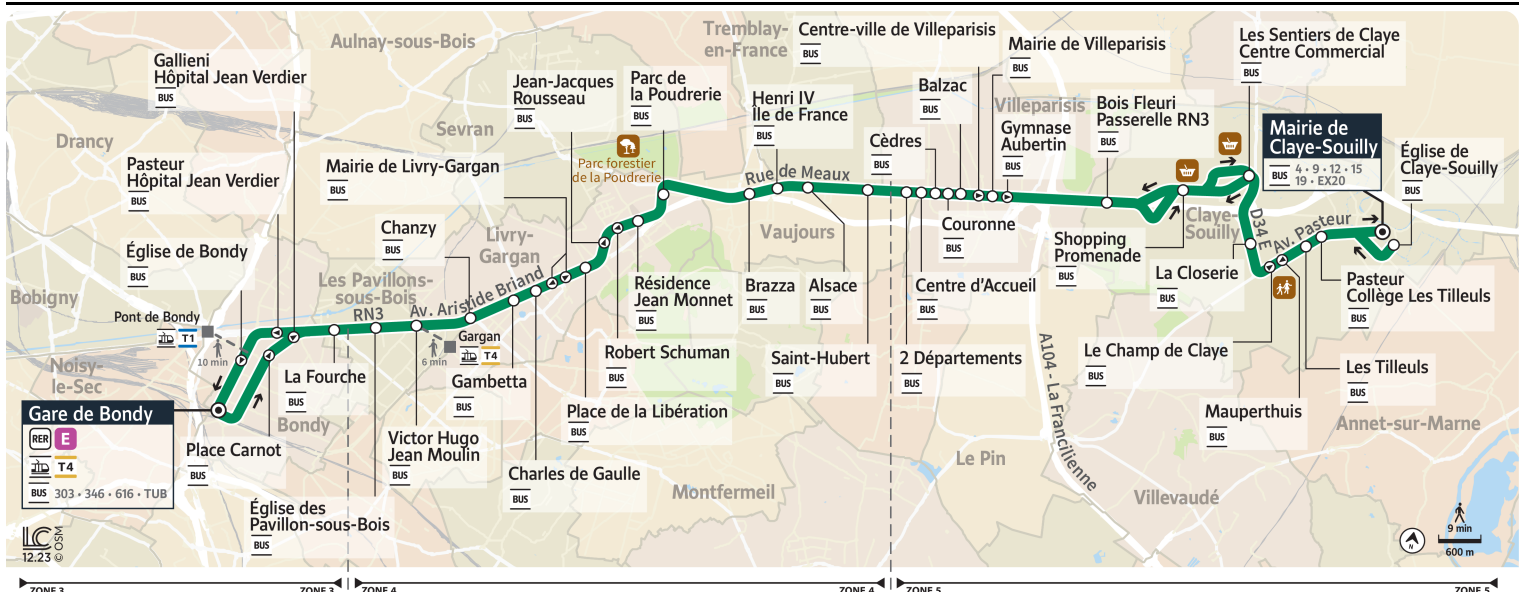 Aulnay-sous-Bois
Tremblay-
en-France
Centre-ville de Villeparisis
BUS
Mairie de Villeparisis
BUS
Les Sentiers de Claye
Centre Commercial
BUS
Gallieni
Hôpital Jean Verdier
BUS
Jean-Jacques
Rousseau
BUS
Parc de
la Poudrerie
BUS
Henri IV
Île de France
BUS
Balzac
BUS
Villeparisis
Bois Fleuri
Passerelle RN3
BUS
Drancy
Sevran
Cèdres
BUS
Gymnase
Aubertin
BUS
Mairie de
Claye-Souilly
BUS
4 • 9 • 12 • 15
19 • EX20
Église de
Claye-Souilly
BUS
Pasteur
Hôpital Jean Verdier
BUS
Mairie de Livry-Gargan
BUS
Parc forestier
de la Poudrerie
Rue de Meaux
Chanzy
BUS
Livry-
Gargan
Vaujours
Couronne
BUS
Claye-
Souilly
D34E
Av. Pasteur
Église de Bondy
BUS
Shopping
Promenade
BUS
La Closerie
BUS
Bobigny
Les Pavillons-
sous-Bois
RN3
Av. Aristide Briand
Résidence
Jean Monnet
BUS
Brazza
BUS
Alsace
BUS
Centre d'Accueil
BUS
Pasteur
Collège Les Tilleuls
BUS
Pont de Bondy
T1
10 min
Gargan
T4
6 min
Noisy-
le-Sec
La Fourche
BUS
Gambetta
BUS
Robert Schuman
BUS
Saint-Hubert
BUS
2 Départements
BUS
A104 - La Francilienne
Le Champ de Claye
BUS
Les Tilleuls
BUS
Gare de Bondy
RER E
T4
BUS
303 • 346 • 616 • TUB
Bondy
Place Carnot
BUS
Victor Hugo
Jean Moulin
BUS
Place de la Libération
BUS
Mauperthuis
BUS
Annet-sur-Marne
Charles de Gaulle
BUS
Le Pin
Montfermeil
Villevaudé
Église des
Pavillon-sous-Bois
BUS
LC
12.23 © OSM
N
9 min
600 m
ZONE 3
ZONE 3
ZONE 4
ZONE 4
ZONE 5
ZONE 5